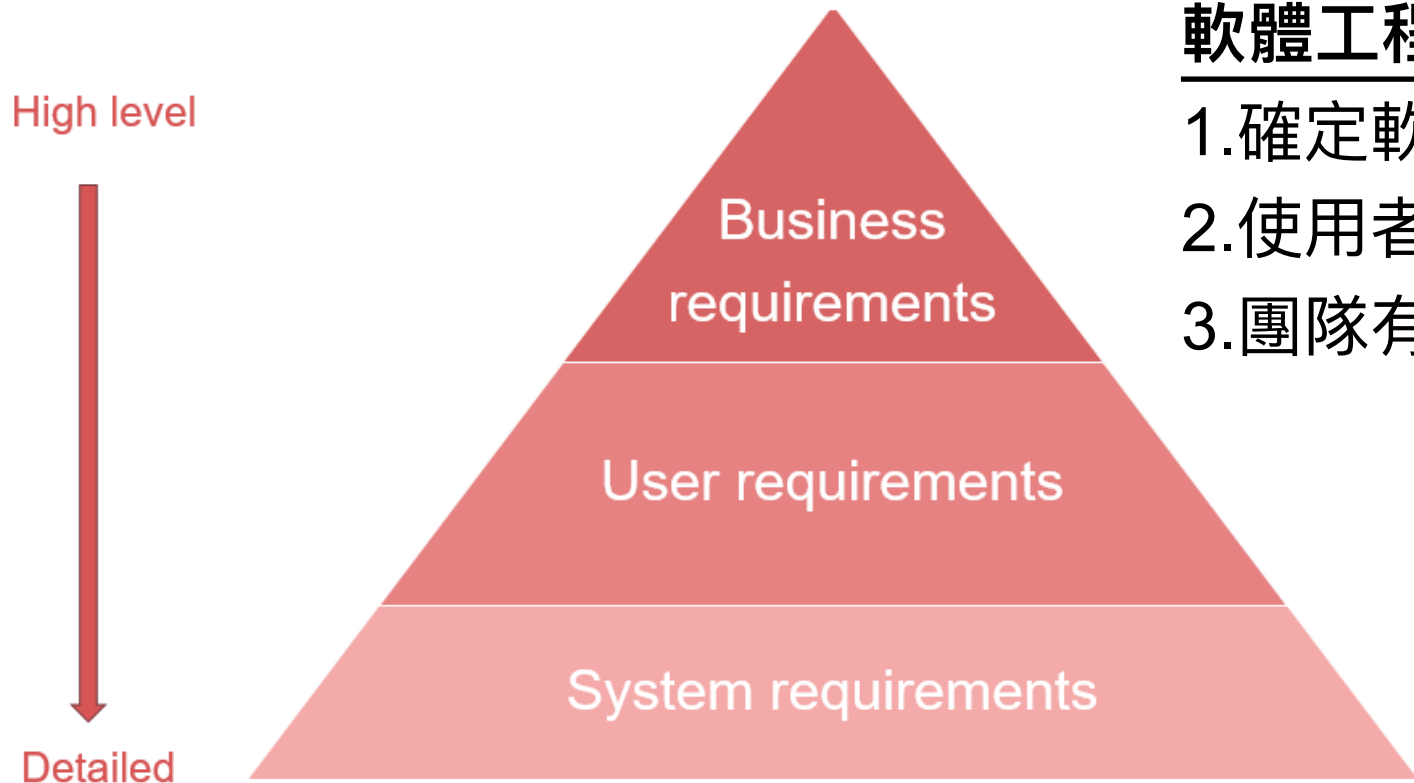 軟體工程
1.確定軟
2.使用者
3.團隊有
High level
Business
requirements
User requirements
System requirements
Detailed